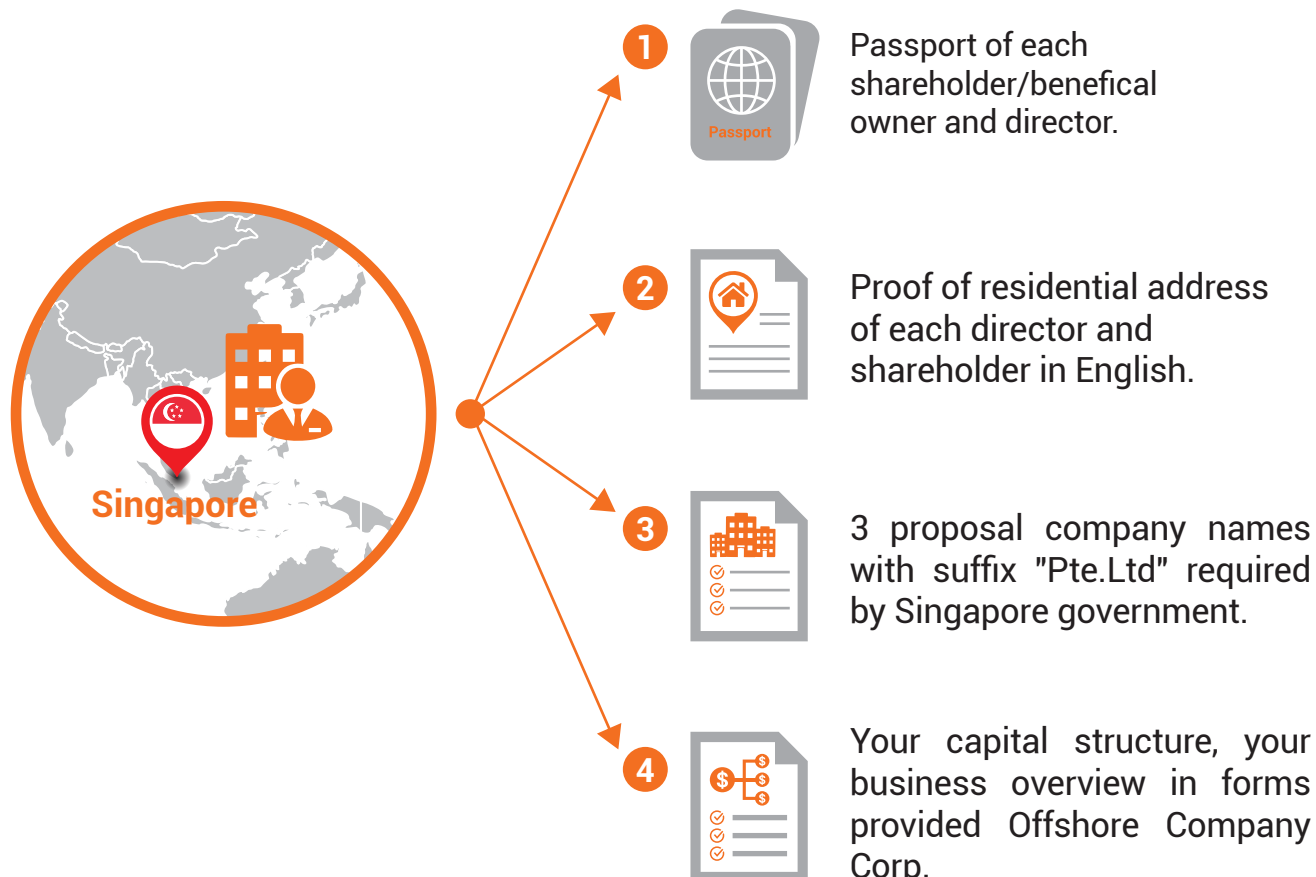 1
Passport
Passport of each
shareholder/benefical
owner and director.
2
Proof of residential address
of each director and
shareholder in English.
Singapore
3
3 proposal company names
with suffix "Pte.Ltd" required
by Singapore government.
4
Your capital structure, your
business overview in forms
provided Offshore Company
Corp.
$
$
$
$